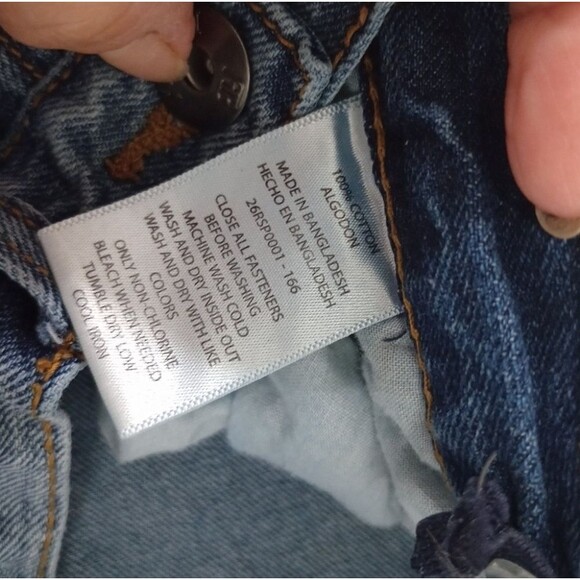 100% COTTON
ALGODON
MADE IN BANGLADESH
HECHO EN BANGLADESH
26RSP0001 - 166
CLOSE ALL FASTENERS
BEFORE WASHING
MACHINE WASH COLD
WASH AND DRY INSIDE OUT
WASH AND DRY WITH LIKE
COLORS
ONLY NON-CHLORINE
BLEACH WHEN NEEDED
TUMBLE DRY LOW
COOL IRON